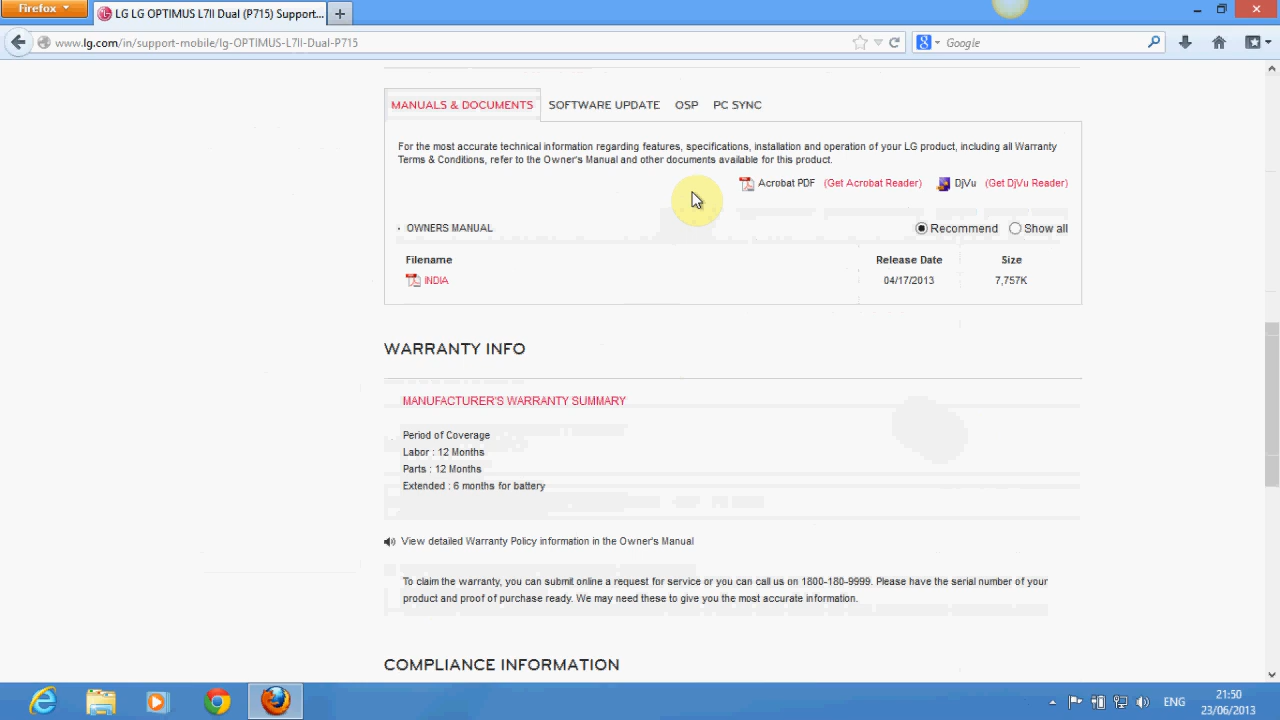 Firefox
LG LG OPTIMUS L7II Dual (P715) Support...
www.lg.com/in/support-mobile/lg-OPTIMUS-L7II-Dual-P715
Google
MANUALS & DOCUMENTS SOFTWARE UPDATE OSP PC SYNC
For the most accurate technical information regarding features, specifications, installation and operation of your LG product, including all Warranty
Terms & Conditions, refer to the Owner's Manual and other documents available for this product.
Acrobat PDF (Get Acrobat Reader) DjVu (Get DjVu Reader)
OWNERS MANUAL Recommend Show all
Filename Release Date Size
INDIA 04/17/2013 7,757K
WARRANTY INFO
MANUFACTURER'S WARRANTY SUMMARY
Period of Coverage
Labor : 12 Months
Parts : 12 Months
Extended : 6 months for battery
View detailed Warranty Policy information in the Owner's Manual
To claim the warranty, you can submit online a request for service or you can call us on 1800-180-9999. Please have the serial number of your
product and proof of purchase ready. We may need these to give you the most accurate information.
COMPLIANCE INFORMATION
ENG
21:50
23/06/2013